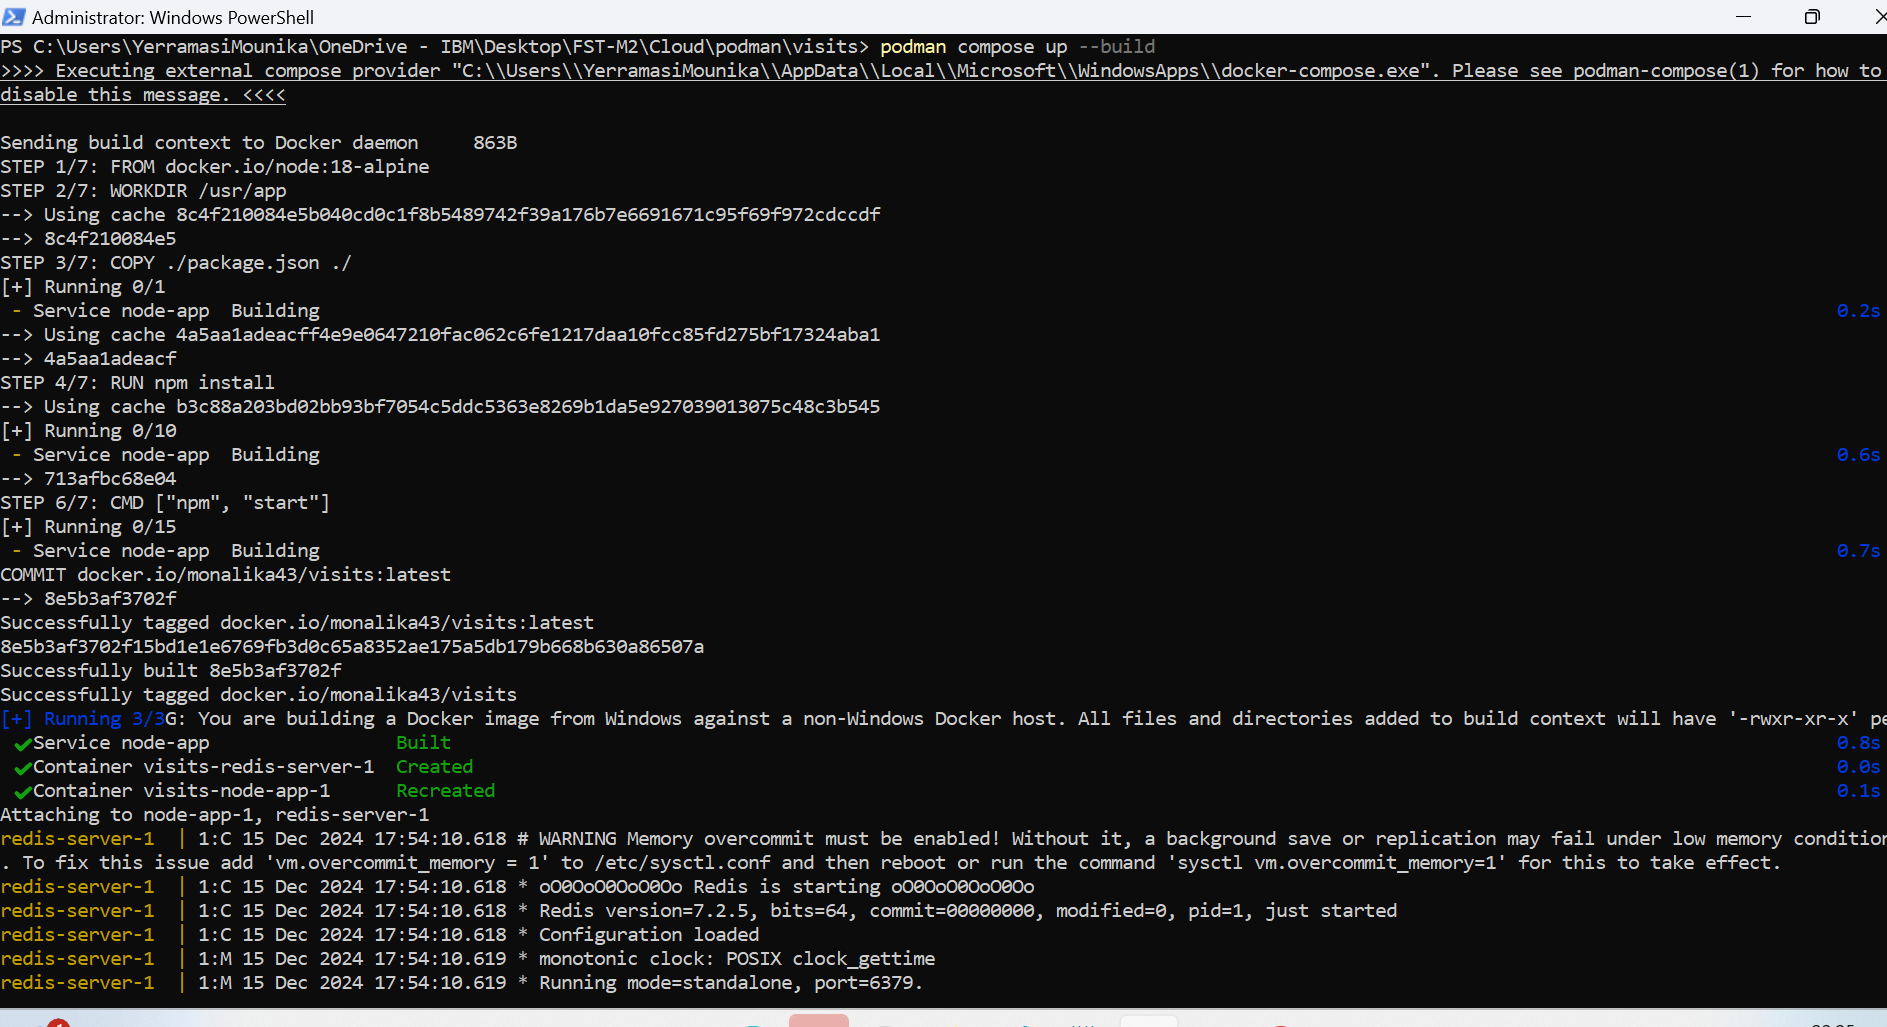 Administrator: Windows PowerShell
PS C:\Users\YerramasiMounika\OneDrive - IBM\Desktop\FST-M2\Cloud\podman\visits> podman compose up --build
>>>> Executing external compose provider "C:\\Users\\YerramasiMounika\\AppData\\Local\\Microsoft\\WindowsApps\\docker-compose.exe". Please see podman-compose(1) for how to
disable this message. <<<<
Sending build context to Docker daemon     863B
STEP 1/7: FROM docker.io/node:18-alpine
STEP 2/7: WORKDIR /usr/app
--> Using cache 8c4f210084e5b040cd0c1f8b5489742f39a176b7e6691671c95f69f972cdccdf
--> 8c4f210084e5
STEP 3/7: COPY ./package.json ./
[+] Running 0/1
 - Service node-app  Building 0.2s
--> Using cache 4a5aa1adeacff4e9e0647210fac062c6fe1217daa10fcc85fd275bf17324aba1
--> 4a5aa1adeacf
STEP 4/7: RUN npm install
--> Using cache b3c88a203bd02bb93bf7054c5ddc5363e8269b1da5e927039013075c48c3b545
[+] Running 0/10
 - Service node-app  Building 0.6s
--> 713afbc68e04
STEP 6/7: CMD ["npm", "start"]
[+] Running 0/15
 - Service node-app  Building 0.7s
COMMIT docker.io/monalika43/visits:latest
--> 8e5b3af3702f
Successfully tagged docker.io/monalika43/visits:latest
8e5b3af3702f15bd1e1e6769fb3d0c65a8352ae175a5db179b668b630a86507a
Successfully built 8e5b3af3702f
Successfully tagged docker.io/monalika43/visits
[+] Running 3/3G: You are building a Docker image from Windows against a non-Windows Docker host. All files and directories added to build context will have '-rwxr-xr-x' pe
 ✔Service node-app                 Built 0.8s
 ✔Container visits-redis-server-1  Created 0.0s
 ✔Container visits-node-app-1      Recreated 0.1s
Attaching to node-app-1, redis-server-1
redis-server-1  | 1:C 15 Dec 2024 17:54:10.618 # WARNING Memory overcommit must be enabled! Without it, a background save or replication may fail under low memory condition
. To fix this issue add 'vm.overcommit_memory = 1' to /etc/sysctl.conf and then reboot or run the command 'sysctl vm.overcommit_memory=1' for this to take effect.
redis-server-1  | 1:C 15 Dec 2024 17:54:10.618 * oO0OoO0OoO0Oo Redis is starting oO0OoO0OoO0Oo
redis-server-1  | 1:C 15 Dec 2024 17:54:10.618 * Redis version=7.2.5, bits=64, commit=00000000, modified=0, pid=1, just started
redis-server-1  | 1:C 15 Dec 2024 17:54:10.618 * Configuration loaded
redis-server-1  | 1:M 15 Dec 2024 17:54:10.619 * monotonic clock: POSIX clock_gettime
redis-server-1  | 1:M 15 Dec 2024 17:54:10.619 * Running mode=standalone, port=6379.